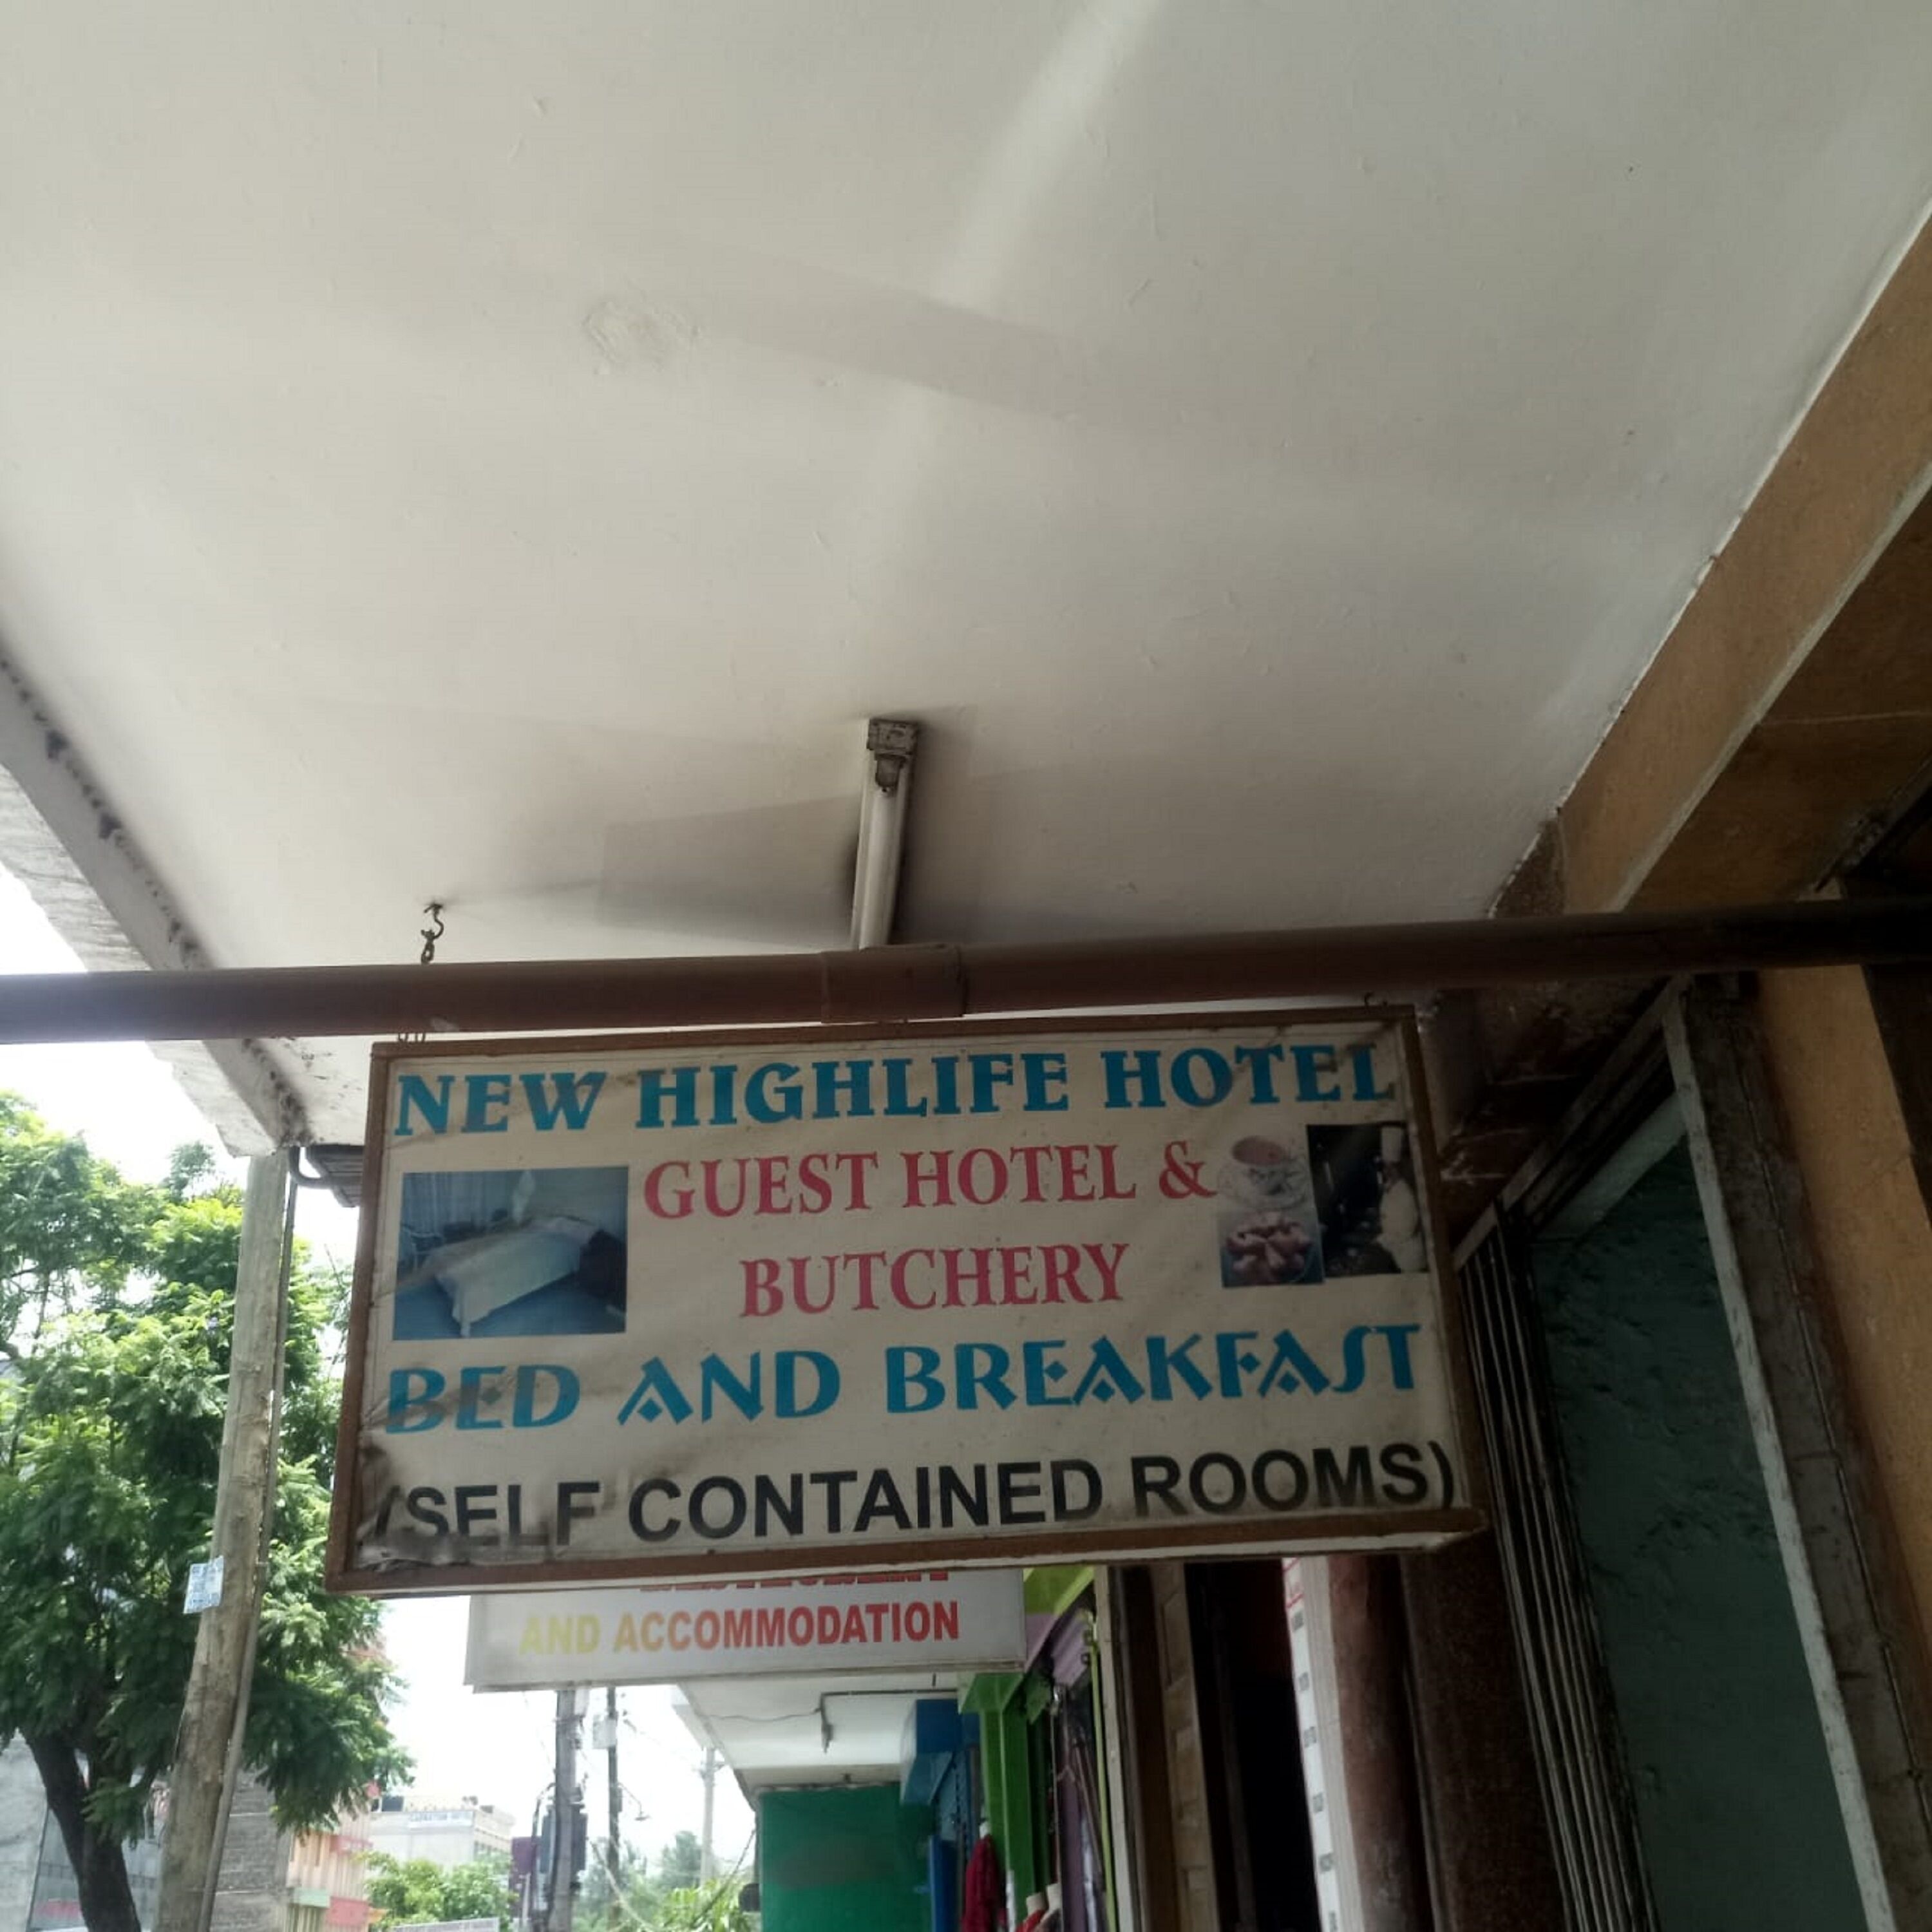 NEW HIGHLIFE HOTEL
GUEST HOTEL &
BUTCHERY
BED AND BREAKFAST
(SELF CONTAINED ROOMS)
AND ACCOMMODATION